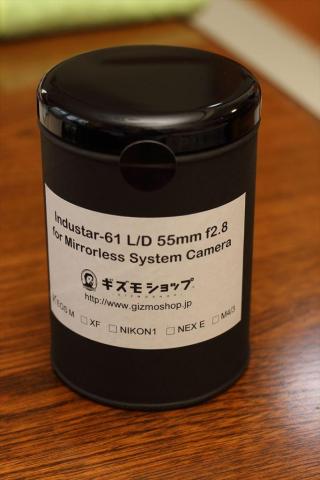 Industar-61 L/D 55mm f2.8
for Mirrorless System Camera
ギズモショップ
GIZMOSHOP
http://www.gizmoshop.jp
☑EOS M □XF □NIKON1 □NEX E □M4/3